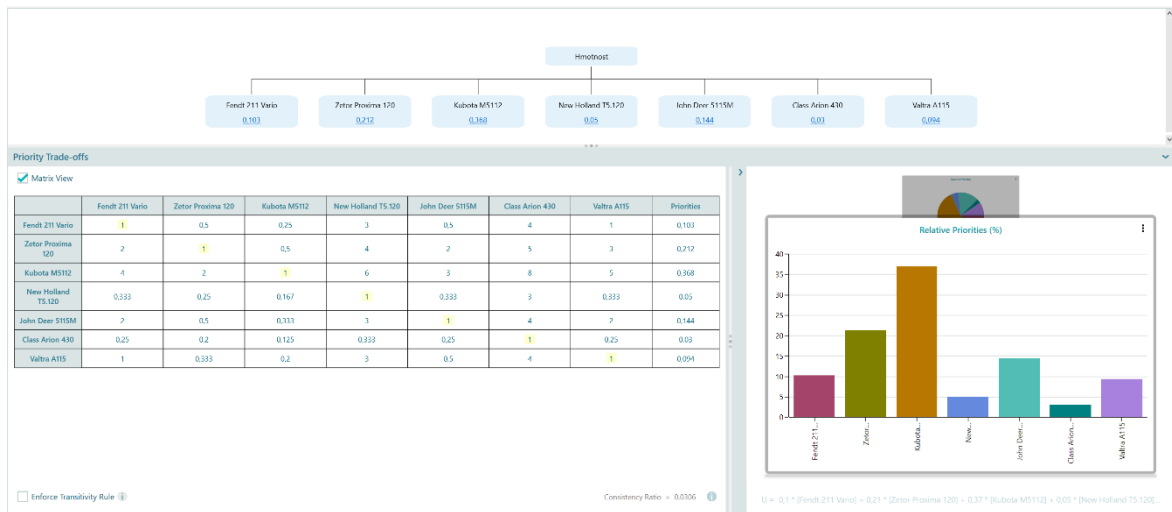 Hmotnost
Fendt 211 Vario Zetor Proxima 120 Kubota M5112 New Holland T5.120 John Deer 5115M Class Arion 430 Valtra A115
0,103 0,212 0,368 0,05 0,144 0,03 0,094
Priority Trade-offs
Matrix View
Fendt 211 Vario Zetor Proxima 120 Kubota M5112 New Holland T5.120 John Deer 5115M Class Arion 430 Valtra A115 Priorities
Fendt 211 Vario 1 0,5 0,25 3 0,5 4 1 0,103
Zetor Proxima
120 2 1 0,5 4 2 5 3 0,212
Kubota M5112 4 2 1 6 3 8 5 0,368
New Holland
T5.120 0,333 0,25 0,167 1 0,333 3 0,333 0,05
John Deer 5115M 2 0,5 0,333 3 1 4 2 0,144
Class Arion 430 0,25 0,2 0,125 0,333 0,25 1 0,25 0,03
Valtra A115 1 0,333 0,2 3 0,5 4 1 0,094
Enforce Transitivity Rule
Consistency Ratio = 0,0306
Relative Priorities (%)
40
35
30
25
20
15
10
5
0
Fendt 211...
Zetor...
Kubota...
New...
John Deer...
Class Arion...
Valtra A115
U = 0,1 * [Fendt 211 Vario] + 0,21 * [Zetor Proxima 120] + 0,37 * [Kubota M5112] + 0,05 * [New Holland T5.120]...